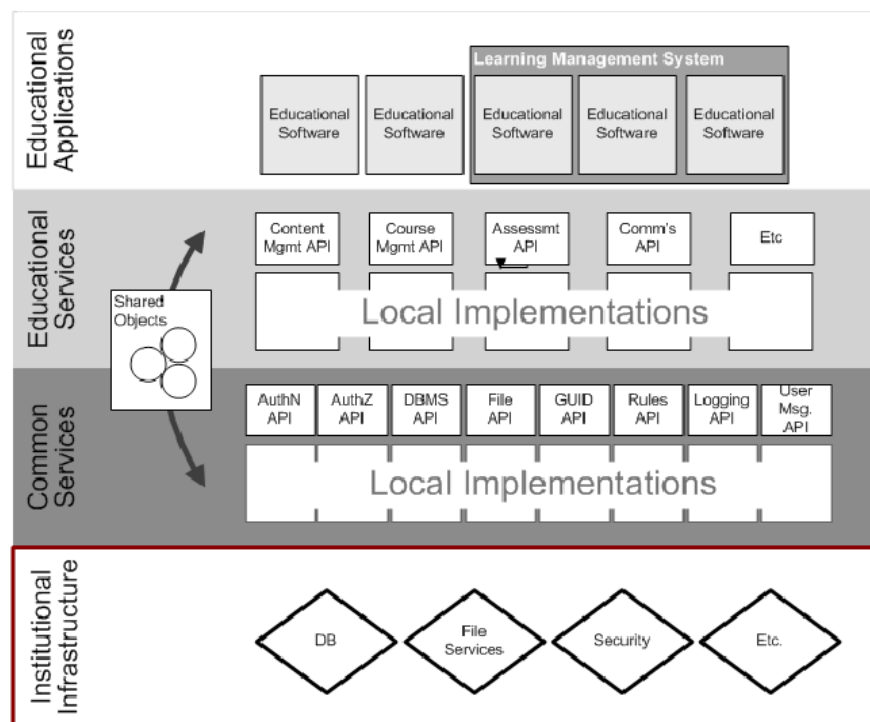 Educational
Applications
Learning Management System
Educational
Software
Educational
Software
Educational
Software
Educational
Software
Educational
Software
Educational
Services
Content
Mgmt API
Course
Mgmt API
Assessmt
API
Comm's
API
Etc
Local Implementations
Shared
Objects
Common
Services
AuthN
API
AuthZ
API
DBMS
API
File
API
GUID
API
Rules
API
Logging
API
User
Msg.
API
Local Implementations
Institutional
Infrastructure
DB
File
Services
Security
Etc.